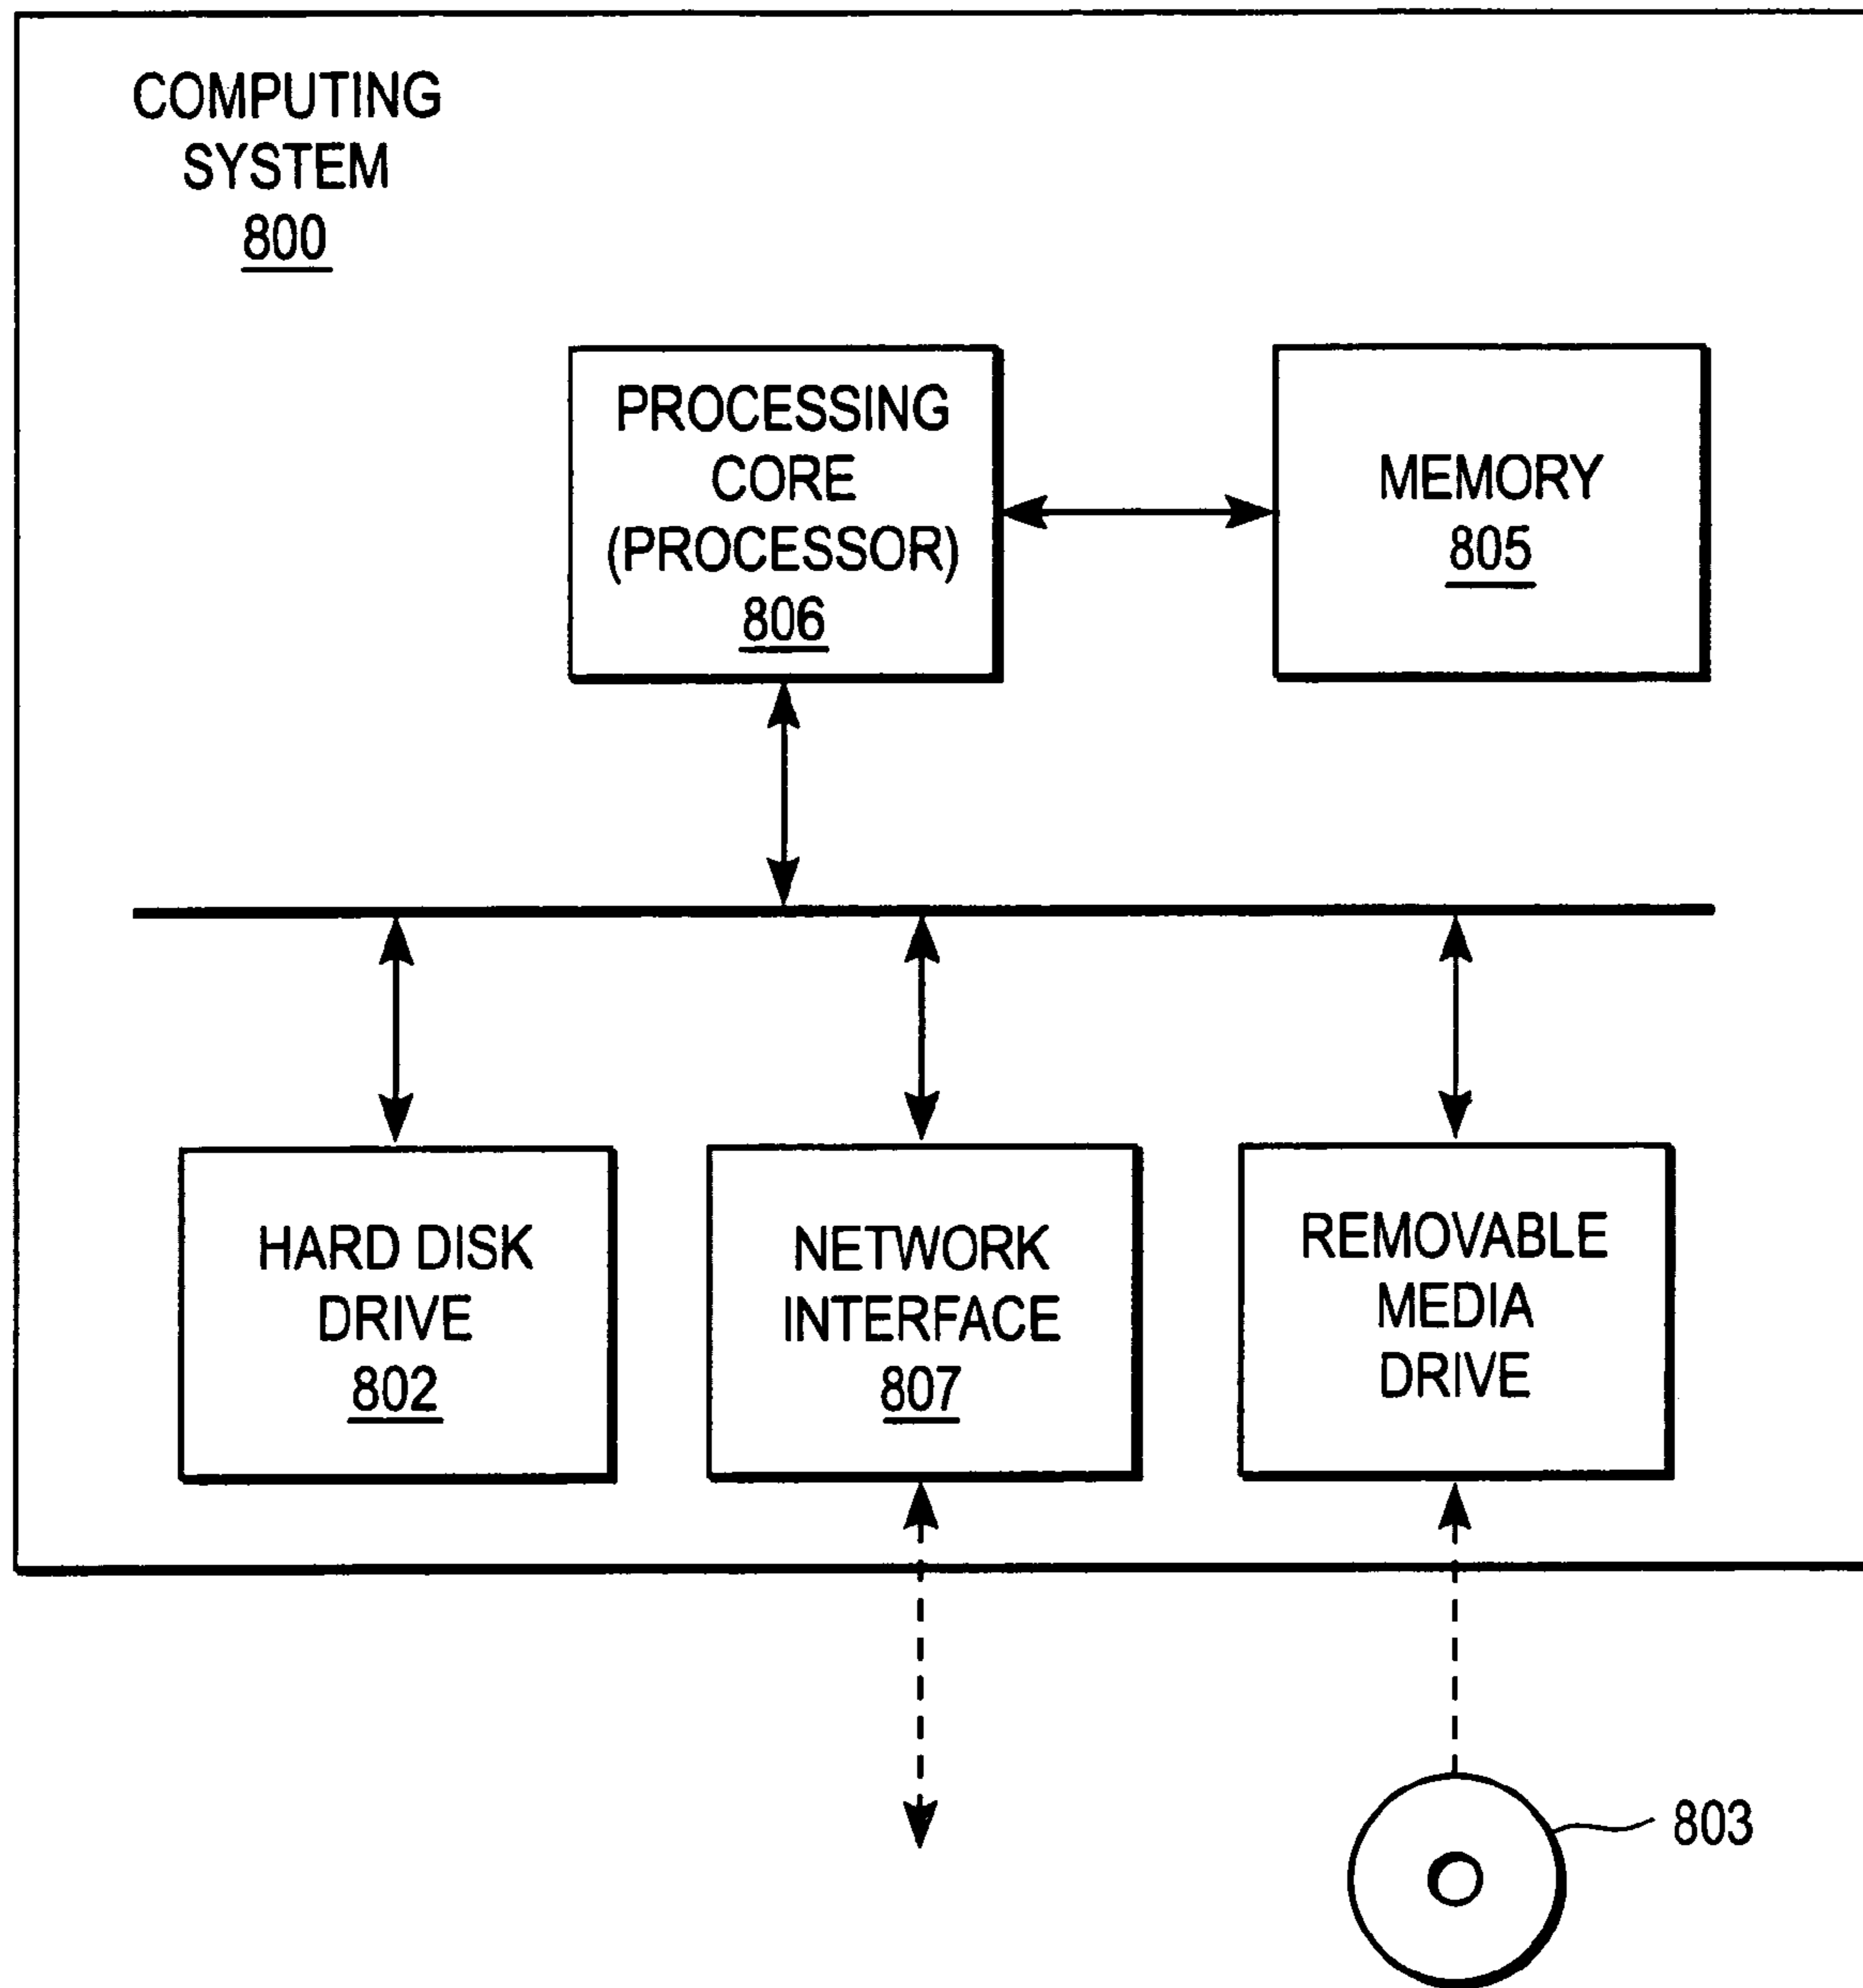 COMPUTING
SYSTEM
800
PROCESSING
CORE
(PROCESSOR)
806
MEMORY
805
HARD DISK
DRIVE
802
NETWORK
INTERFACE
807
REMOVABLE
MEDIA
DRIVE
803